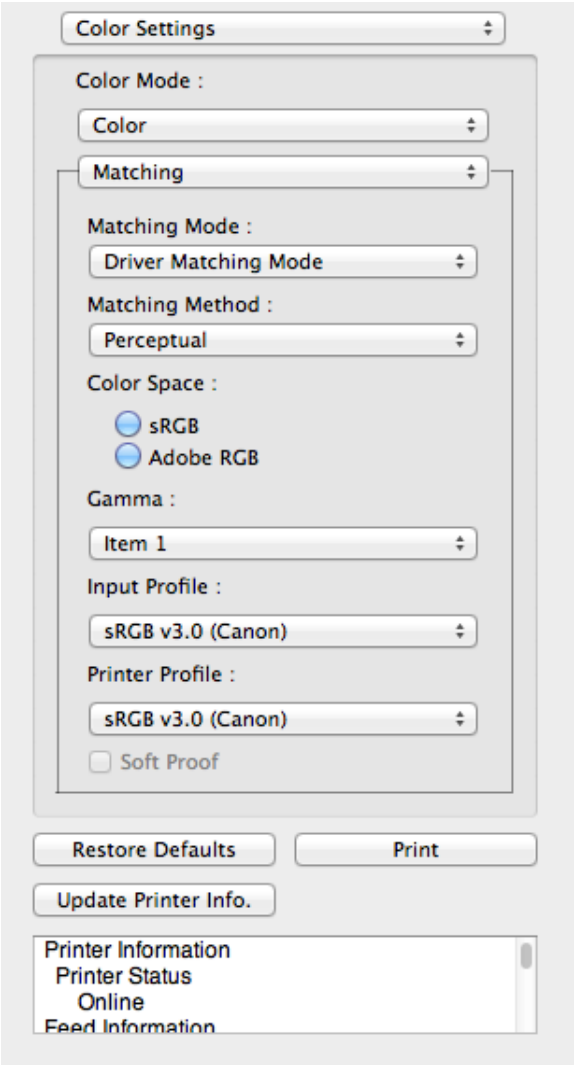 Color Settings
Color Mode :
Color
Matching
Matching Mode :
Driver Matching Mode
Matching Method :
Perceptual
Color Space :
sRGB
Adobe RGB
Gamma :
Item 1
Input Profile :
sRGB v3.0 (Canon)
Printer Profile :
sRGB v3.0 (Canon)
Soft Proof
Restore Defaults Print
Update Printer Info.
Printer Information
Printer Status
Online
Feed Information